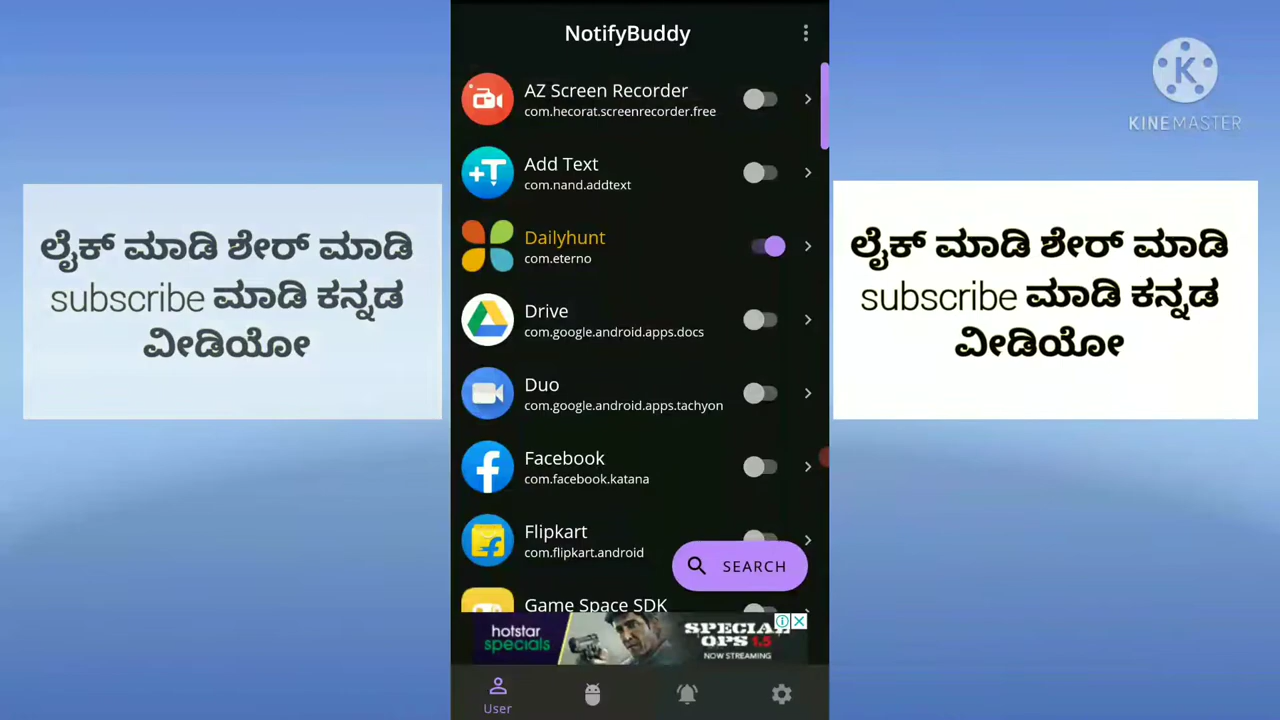 NotifyBuddy
AZ Screen Recorder
com.hecorat.screenrecorder.free
Add Text
com.nand.addtext
Dailyhunt
com.eterno
Drive
com.google.android.apps.docs
Duo
com.google.android.apps.tachyon
Facebook
com.facebook.katana
Flipkart
com.flipkart.android
SEARCH
Game Space SDK
hotstar
specials
SPECIAL
OPS 1.5
NOW STREAMING
User
ಲೈಕ್ ಮಾಡಿ ಶೇರ್ ಮಾಡಿ
subscribe ಮಾಡಿ ಕನ್ನಡ
ವೀಡಿಯೋ
KINEMASTER
ಲೈಕ್ ಮಾಡಿ ಶೇರ್ ಮಾಡಿ
subscribe ಮಾಡಿ ಕನ್ನಡ
ವೀಡಿಯೋ